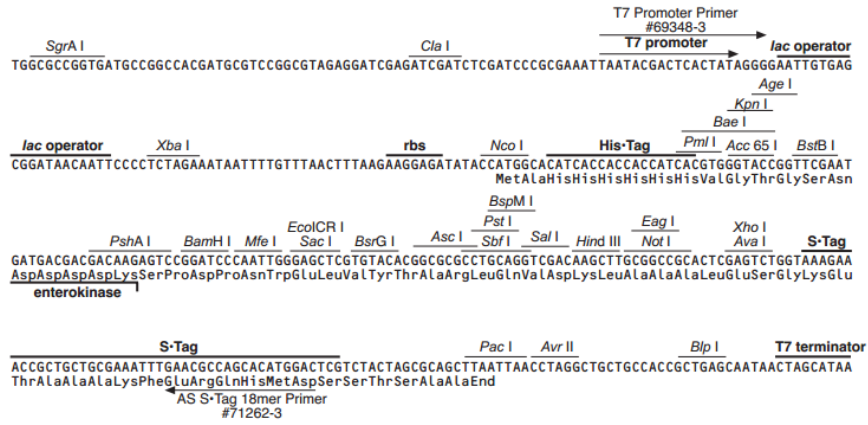 T7 Promoter Primer
#69348-3
SgrA I Cla I T7 promoter lac operator
TGGCGCCGGTGATGCCGGCCACGATGCGTCCGGCGTAGAGGATCGAGATCGATCTCGATCCCGCGAAATTAATACGACTCACTATAGGGGAATTGTGAG
Age I
Kpn I
Bae I
lac operator Xba I rbs Nco I His•Tag Pml I Acc 65 I BstB I
CGGATAACAATTCCCCTCTAGAAATAATTTTGTTTAACTTTAAGAAGGAGATATACCATGGCACATCACCACCACCATCACGTGGGTACCGGTTCGAAT
MetAlaHisHisHisHisHisHisValGlyThrGlySerAsn
BspM I
EcoICR I Pst I Eag I Xho I
PshA I BamH I Mfe I Sac I BsrG I Asc I Sbf I Sal I Hind III Not I Ava I S•Tag
GATGACGACGACAAGAGTCCGGATCCCAATTGGGAGCTCGTGTACACGGCGCGCCTGCAGGTCGACAAGCTTGCGGCCGCACTCGAGTCTGGTAAAGAA
AspAspAspAspLysSerProAspProAsnTrpGluLeuValTyrThrAlaArgLeuGlnValAspLysLeuAlaAlaAlaLeuGluSerGlyLysGlu
enterokinase
S•Tag Pac I Avr II Blp I T7 terminator
ACCGCTGCTGCGAAATTTGAACGCCAGCACATGGACTCGTCTACTAGCGCAGCTTAATTAACCTAGGCTGCTGCCACCGCTGAGCAATAACTAGCATAA
ThrAlaAlaAlaLysPheGluArgGlnHisMetAspSerSerThrSerAlaAlaEnd
AS S•Tag 18mer Primer
#71262-3